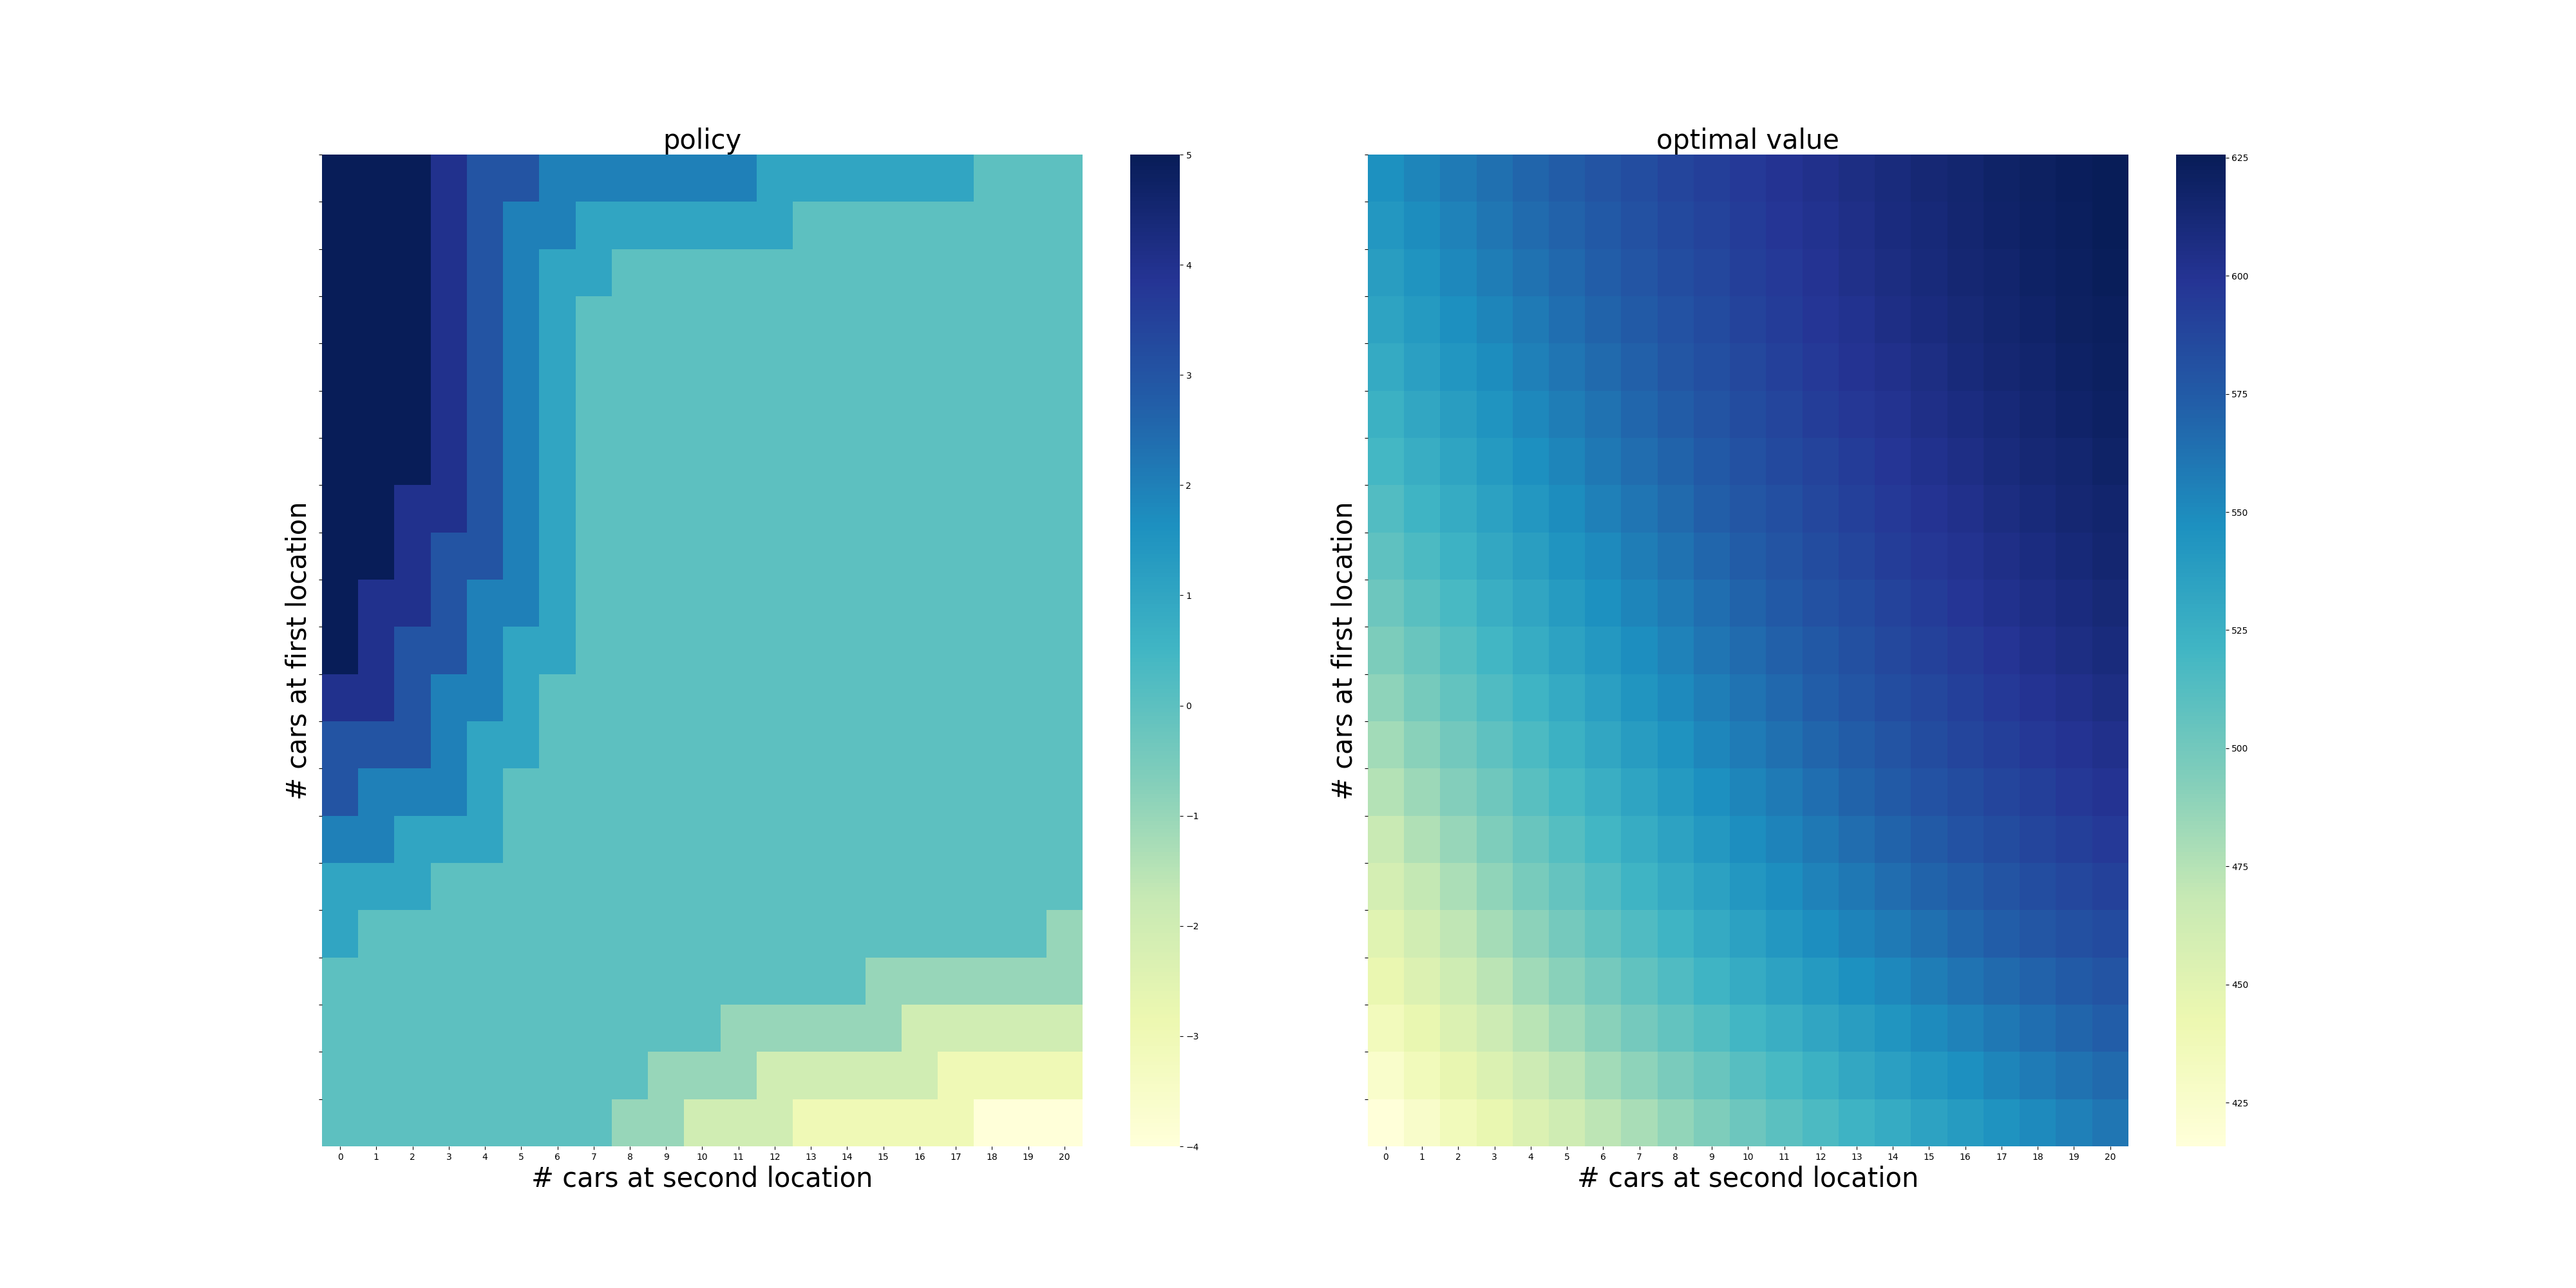 policy
# cars at first location
5
4
3
2
1
0
−1
−2
−3
−4
0 1 2 3 4 5 6 7 8 9 10 11 12 13 14 15 16 17 18 19 20
# cars at second location
optimal value
# cars at first location
625
600
575
550
525
500
475
450
425
0 1 2 3 4 5 6 7 8 9 10 11 12 13 14 15 16 17 18 19 20
# cars at second location